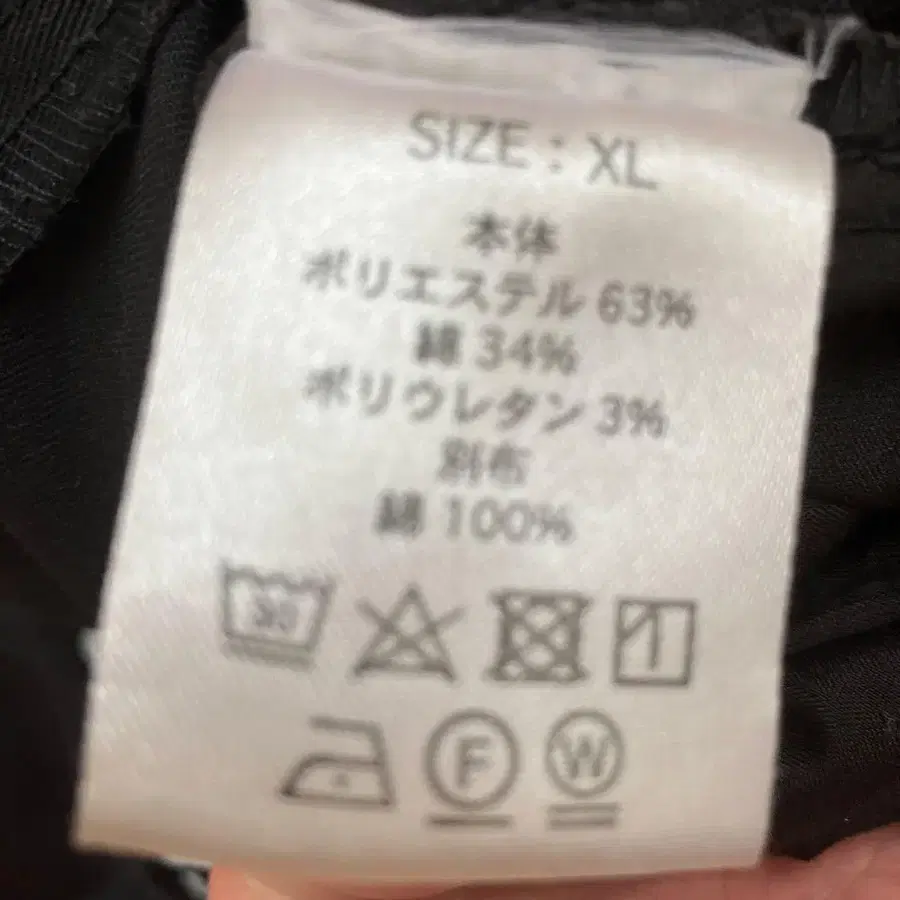 SIZE : XL
本体
ポリエステル 63%
綿 34%
ポリウレタン 3%
別布
綿 100%
30
F W